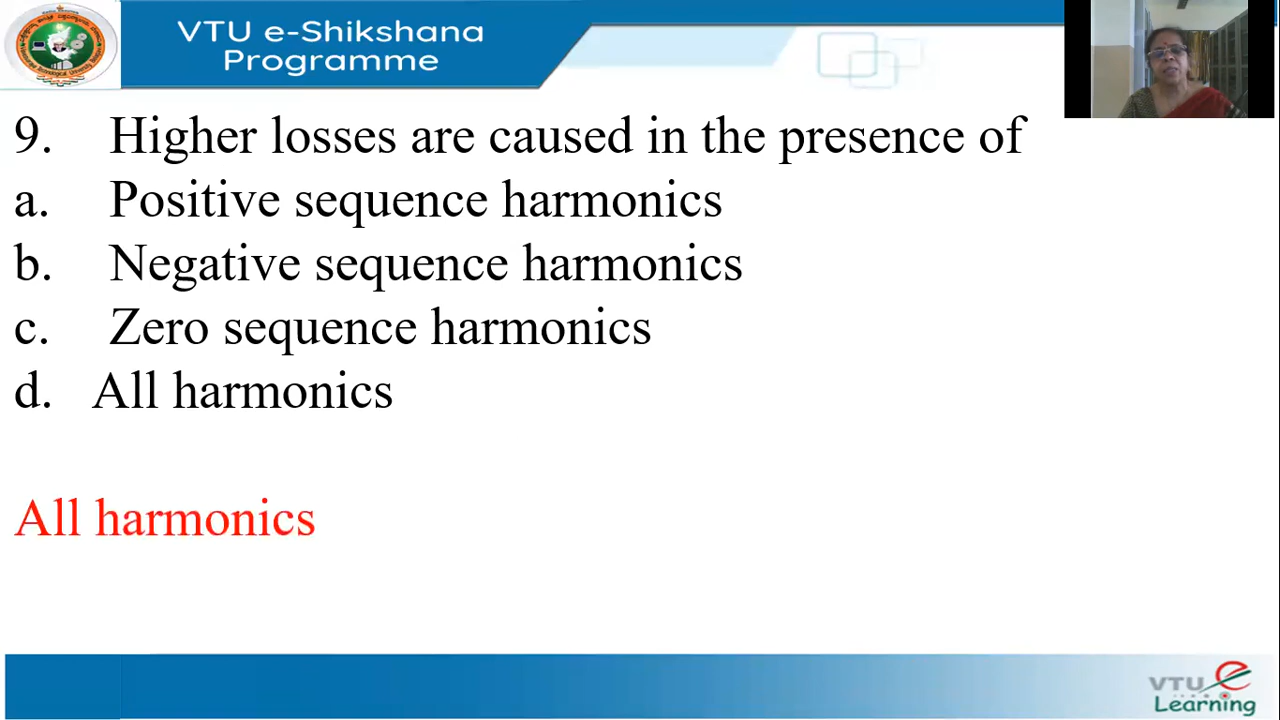 VTU e-Shikshana
Programme
9. Higher losses are caused in the presence of
a. Positive sequence harmonics
b. Negative sequence harmonics
c. Zero sequence harmonics
d. All harmonics
All harmonics
VTU e
Learning